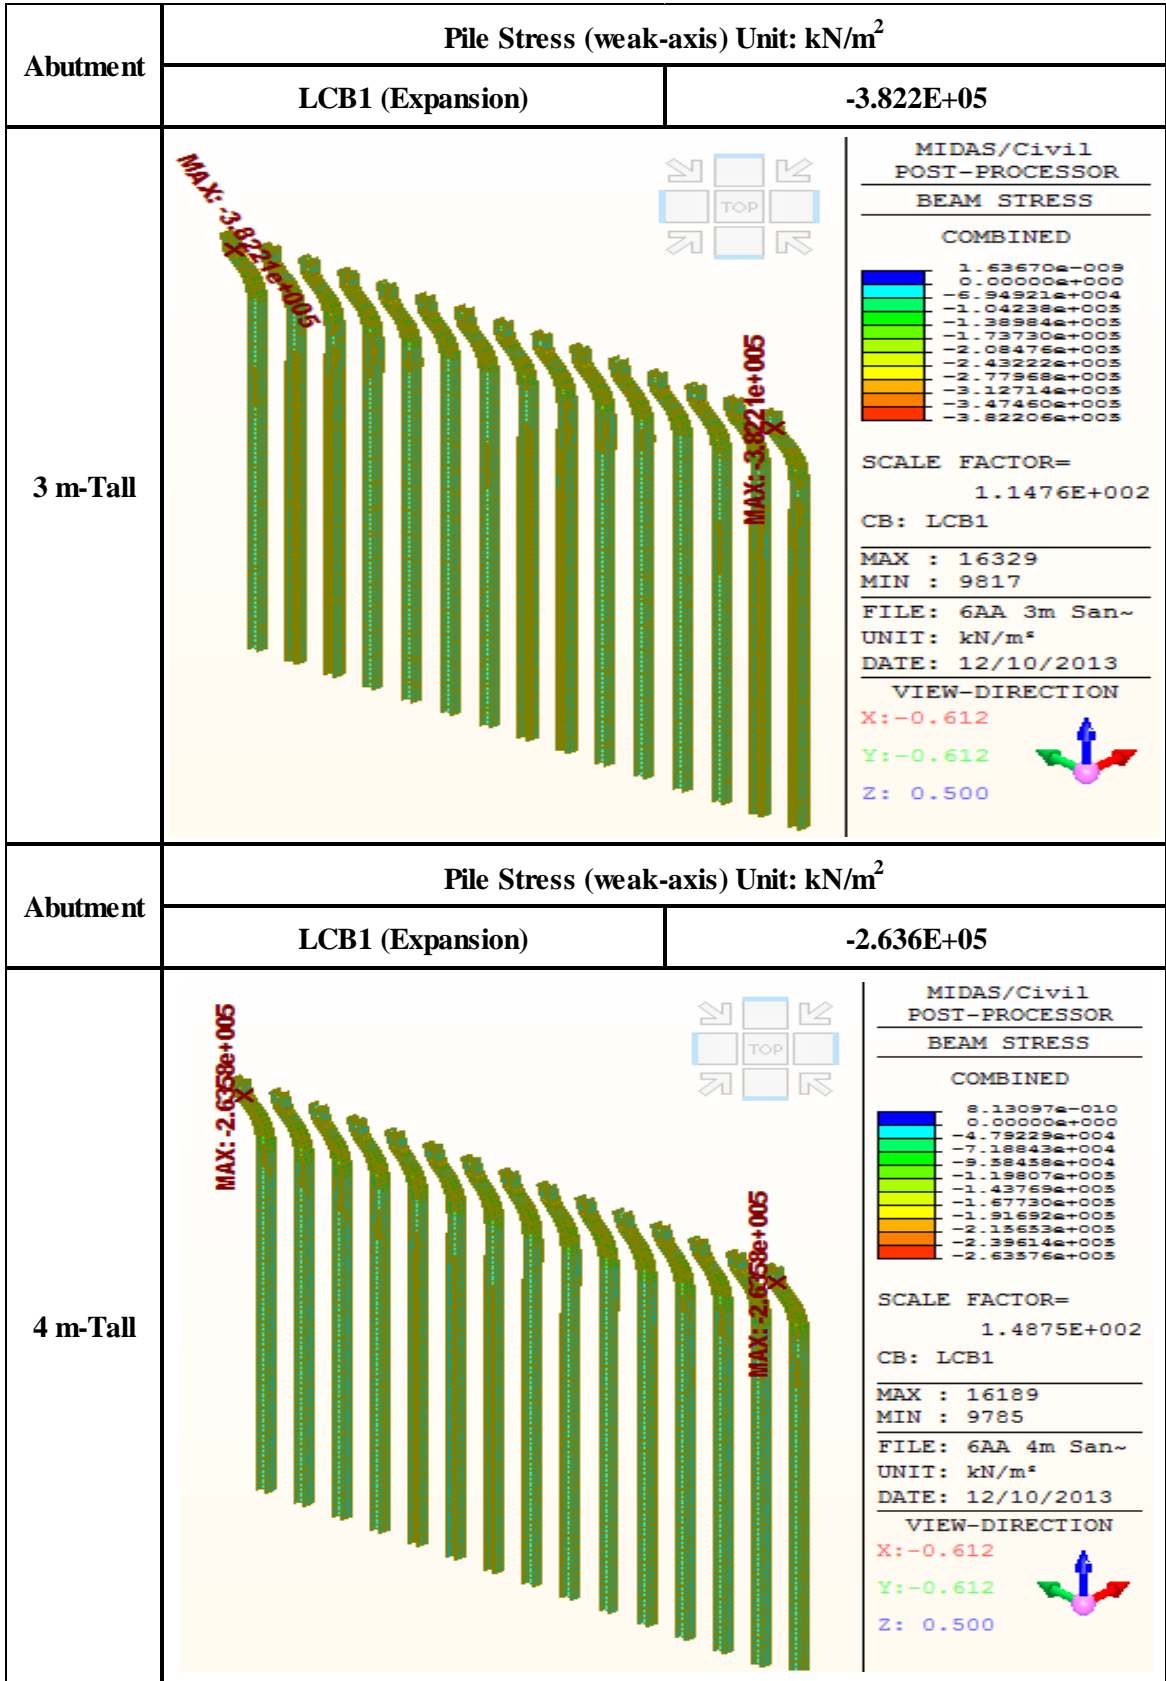 Abutment
Pile Stress (weak-axis) Unit: kN/m²
LCB1 (Expansion)
-3.822E+05
3 m-Tall
MAX: -3.8221e+005
MAX: -3.8221e+005
TOP
MIDAS/Civil
POST-PROCESSOR
BEAM STRESS
COMBINED
1.63670e-009
0.00000e+000
-6.94921e+004
-1.04238e+005
-1.38984e+005
-1.73730e+005
-2.08476e+005
-2.43222e+005
-2.77968e+005
-3.12714e+005
-3.47460e+005
-3.82206e+005
SCALE FACTOR=
1.1476E+002
CB: LCB1
MAX : 16329
MIN : 9817
FILE: 6AA 3m San~
UNIT: kN/m²
DATE: 12/10/2013
VIEW-DIRECTION
X:-0.612
Y:-0.612
Z: 0.500
Abutment
Pile Stress (weak-axis) Unit: kN/m²
LCB1 (Expansion)
-2.636E+05
4 m-Tall
MAX: -2.6358e+005
MAX: -2.6358e+005
TOP
MIDAS/Civil
POST-PROCESSOR
BEAM STRESS
COMBINED
8.13097e-010
0.00000e+000
-4.79229e+004
-7.18843e+004
-9.58458e+004
-1.19807e+005
-1.43769e+005
-1.67730e+005
-1.91692e+005
-2.15653e+005
-2.39614e+005
-2.63576e+005
SCALE FACTOR=
1.4875E+002
CB: LCB1
MAX : 16189
MIN : 9785
FILE: 6AA 4m San~
UNIT: kN/m²
DATE: 12/10/2013
VIEW-DIRECTION
X:-0.612
Y:-0.612
Z: 0.500